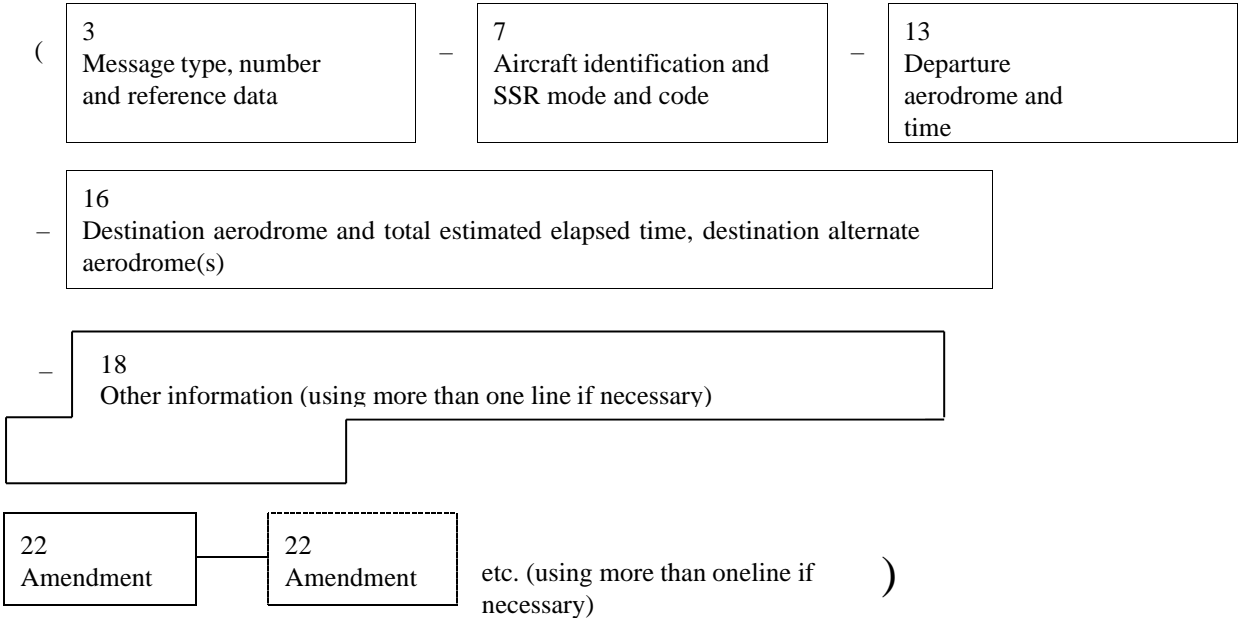 (
3
Message type, number
and reference data
–
7
Aircraft identification and
SSR mode and code
–
13
Departure
aerodrome and
time
–
16
Destination aerodrome and total estimated elapsed time, destination alternate
aerodrome(s)
–
18
Other information (using more than one line if necessary)
22
Amendment
22
Amendment
etc. (using more than oneline if
necessary)
)